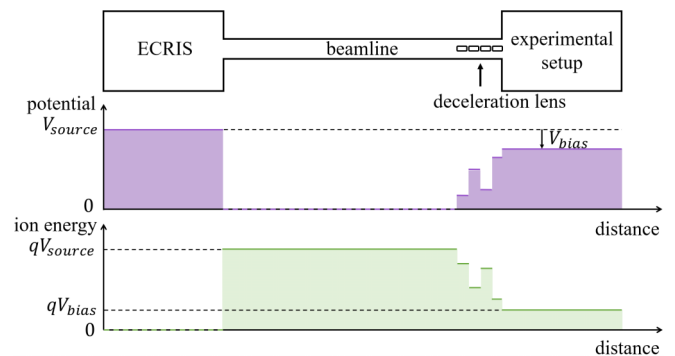 ECRIS
beamline
experimental
setup
deceleration lens
potential
V_source
V_bias
0
distance
ion energy
qV_source
qV_bias
0
distance